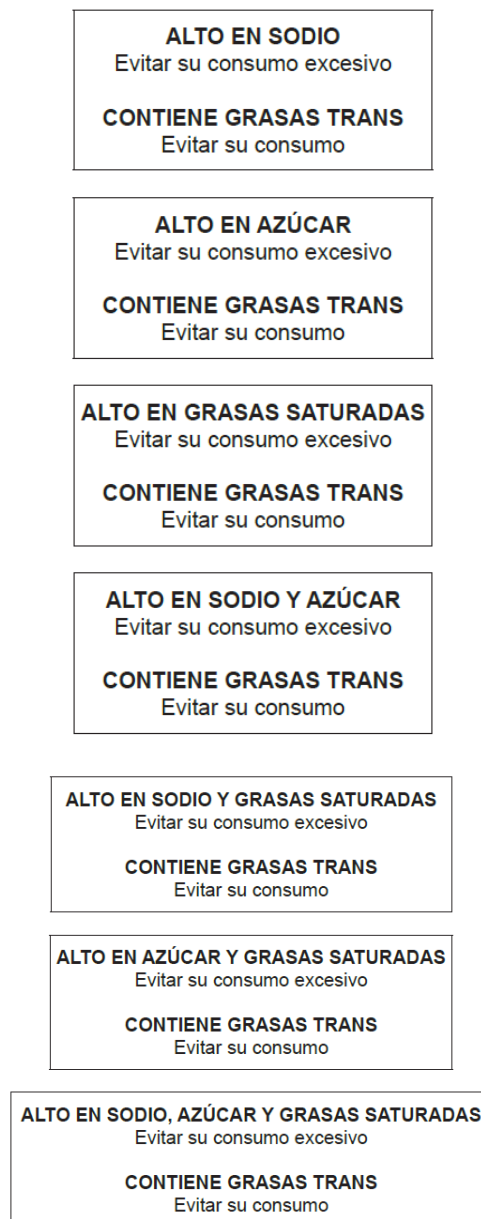 ALTO EN SODIO
Evitar su consumo excesivo
CONTIENE GRASAS TRANS
Evitar su consumo
ALTO EN AZÚCAR
Evitar su consumo excesivo
CONTIENE GRASAS TRANS
Evitar su consumo
ALTO EN GRASAS SATURADAS
Evitar su consumo excesivo
CONTIENE GRASAS TRANS
Evitar su consumo
ALTO EN SODIO Y AZÚCAR
Evitar su consumo excesivo
CONTIENE GRASAS TRANS
Evitar su consumo
ALTO EN SODIO Y GRASAS SATURADAS
Evitar su consumo excesivo
CONTIENE GRASAS TRANS
Evitar su consumo
ALTO EN AZÚCAR Y GRASAS SATURADAS
Evitar su consumo excesivo
CONTIENE GRASAS TRANS
Evitar su consumo
ALTO EN SODIO, AZÚCAR Y GRASAS SATURADAS
Evitar su consumo excesivo
CONTIENE GRASAS TRANS
Evitar su consumo